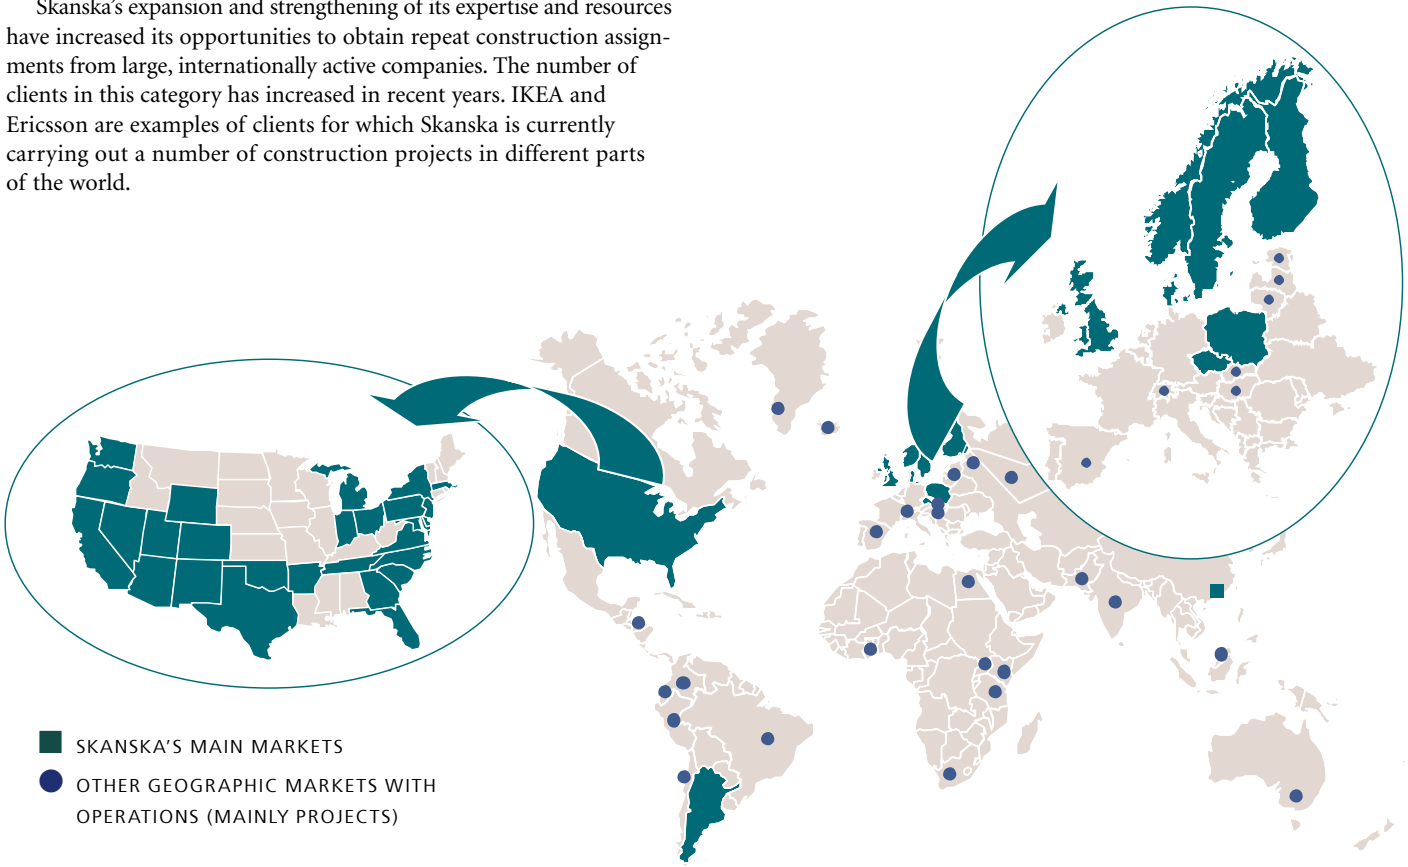 Skanska’s expansion and strengthening of its expertise and resources
have increased its opportunities to obtain repeat construction assign-
ments from large, internationally active companies. The number of
clients in this category has increased in recent years. IKEA and
Ericsson are examples of clients for which Skanska is currently
carrying out a number of construction projects in different parts
of the world.
SKANSKA’S MAIN MARKETS
OTHER GEOGRAPHIC MARKETS WITH
OPERATIONS (MAINLY PROJECTS)